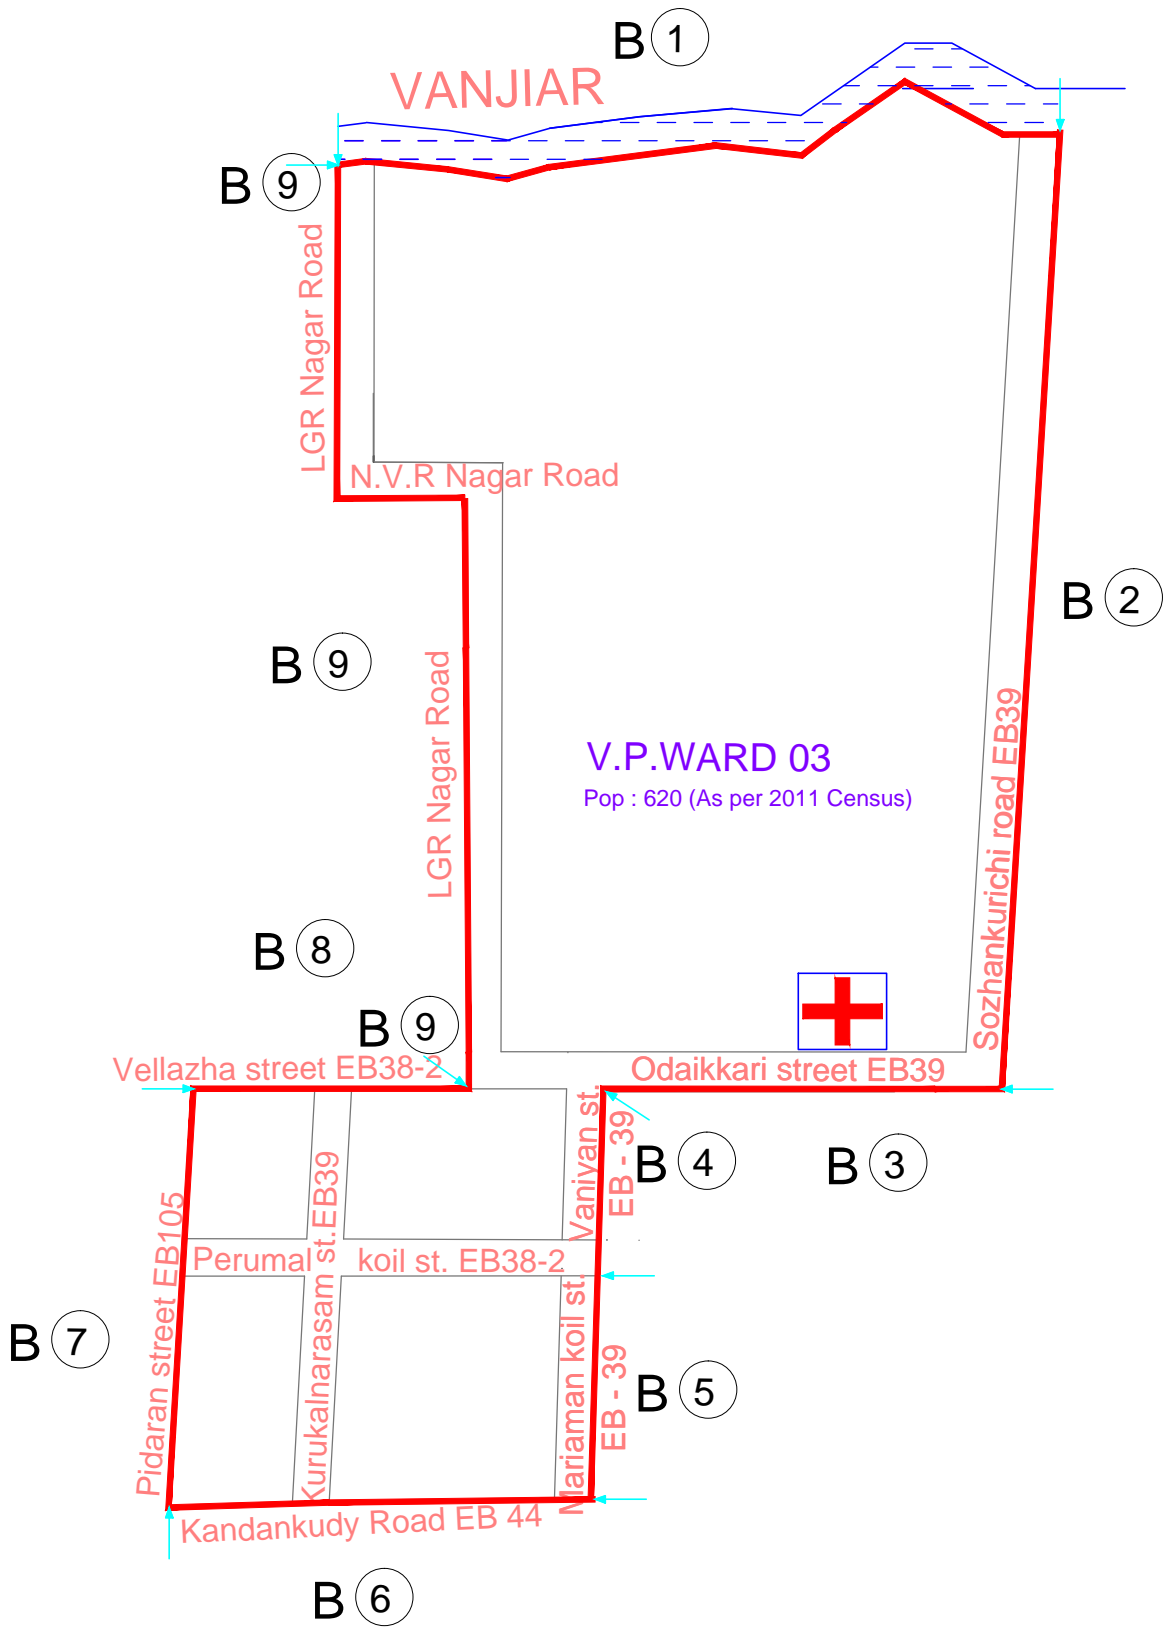 B 1
VANJIAR
B 9
LGR Nagar Road
N.V.R Nagar Road
B 2
B 9
LGR Nagar Road
V.P.WARD 03
Pop : 620 (As per 2011 Census)
Sozhankurichi road EB39
B 8
B 9
Vellazha street EB38-2
Odaikkari street EB39
Vaniyan st.
EB - 39
B 4
B 3
Pidaran street EB105
Kurukalnarasam st.EB39
Perumal koil st. EB38-2
B 7
Mariaman koil st.
EB - 39
B 5
Kandankudy Road EB 44
B 6